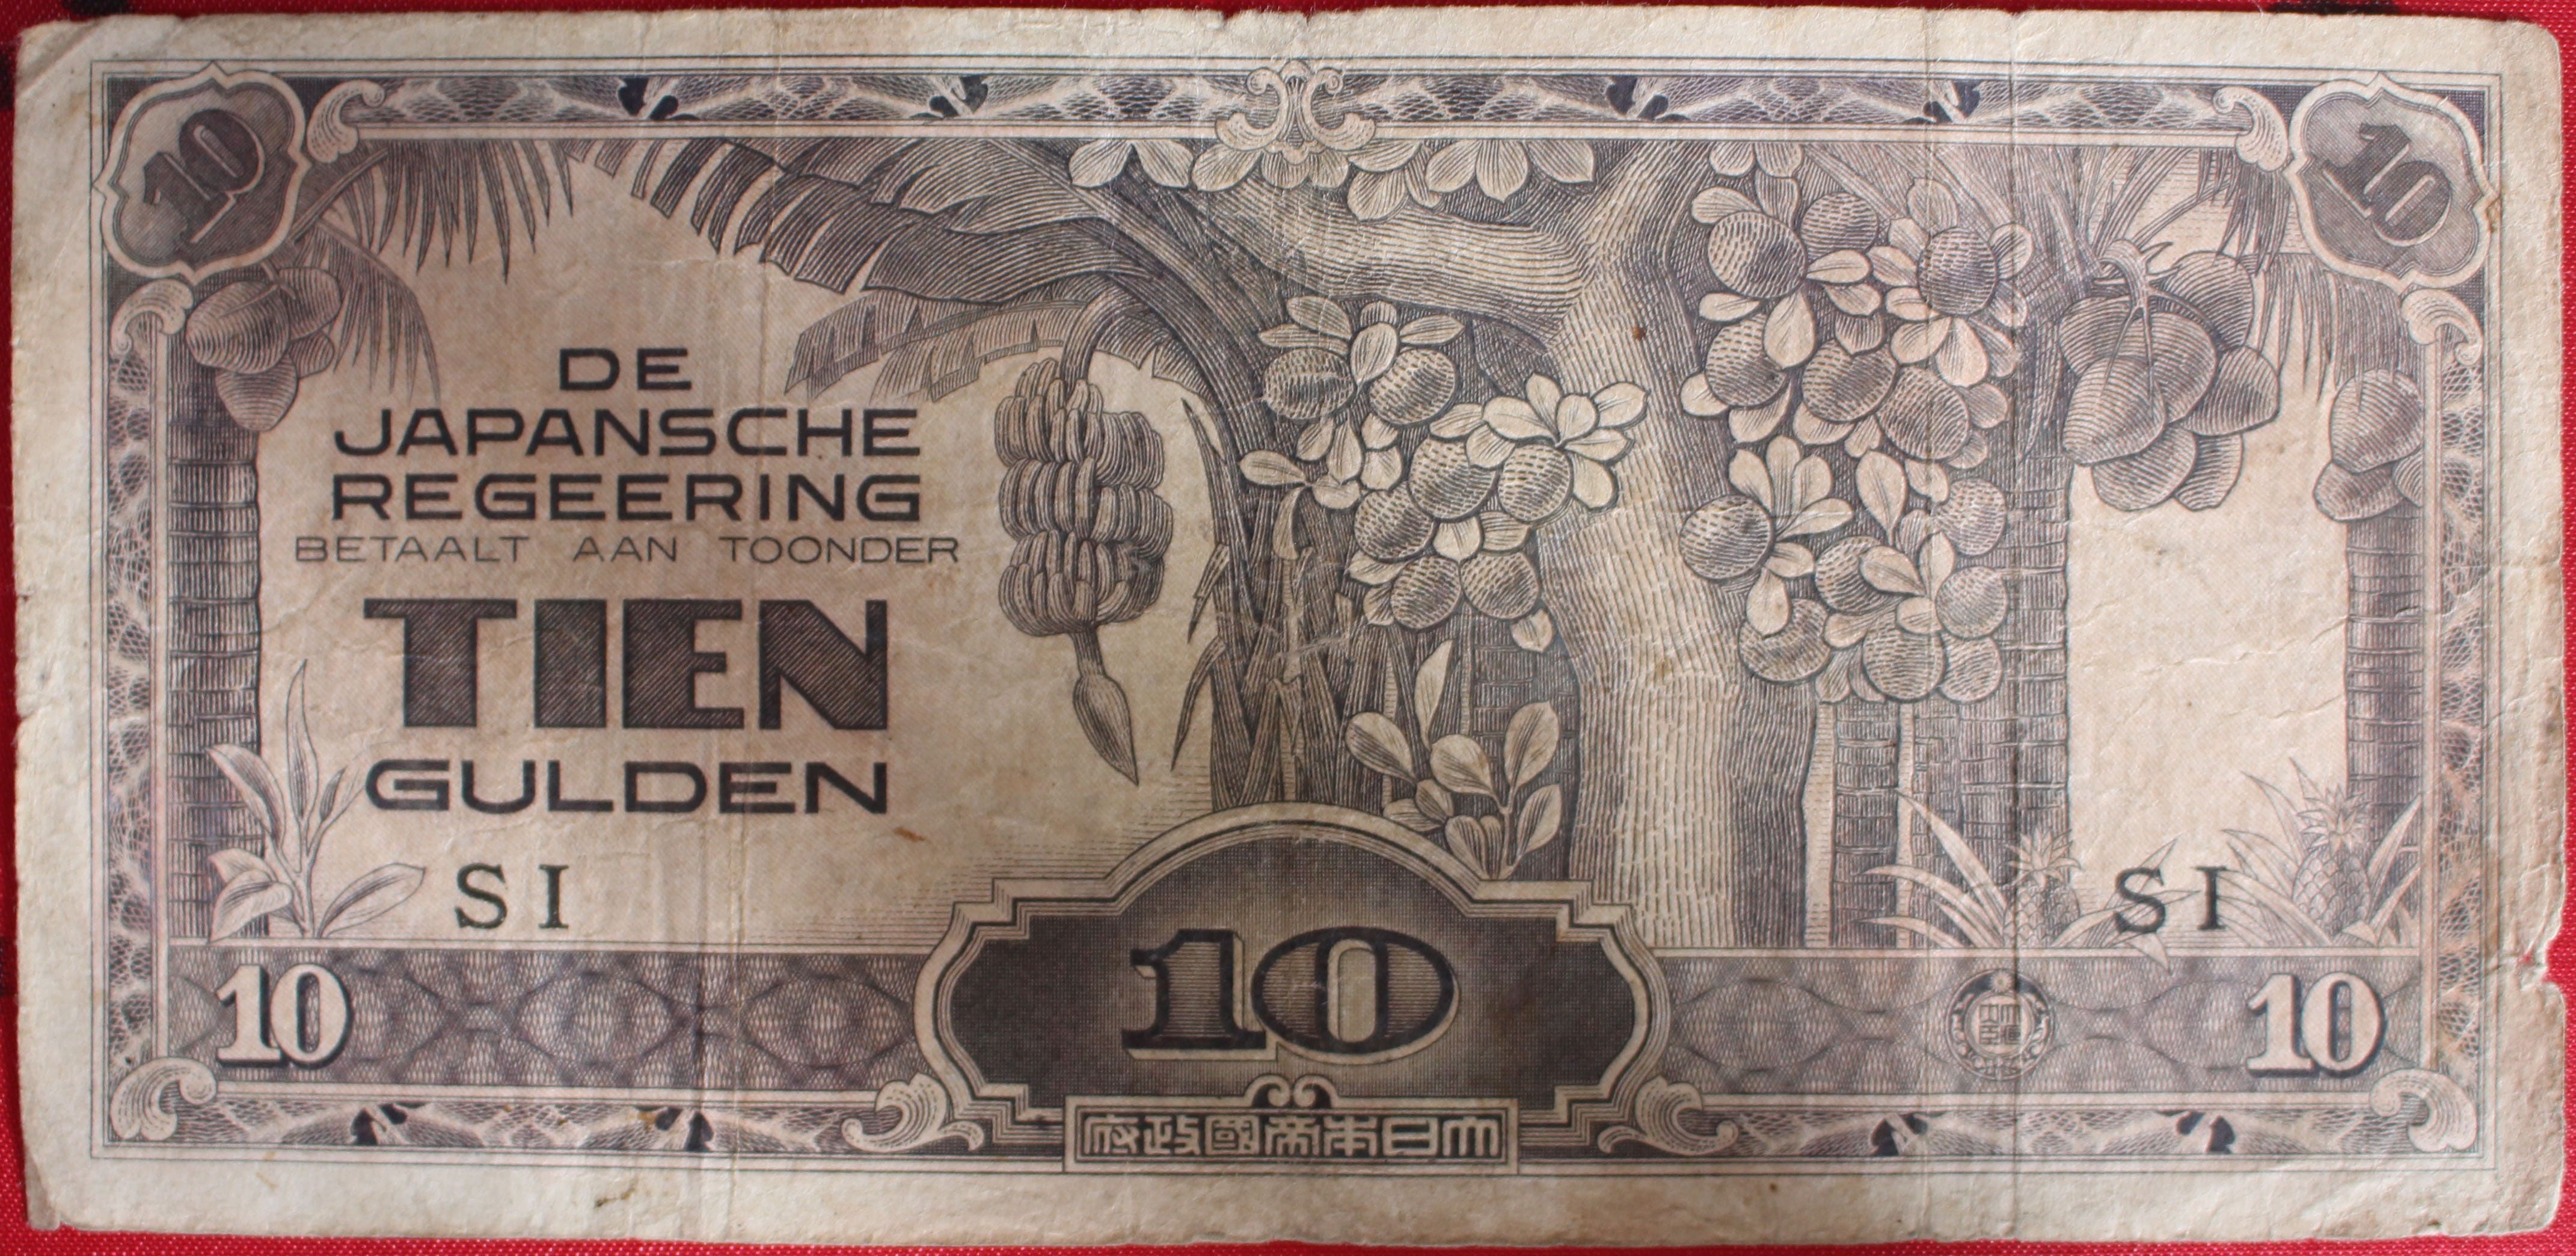 10
10
DE
JAPANSCHE
REGEERING
BETAALT AAN TOONDER
TIEN
GULDEN
SI
SI
10
10
10
大日本帝國政府